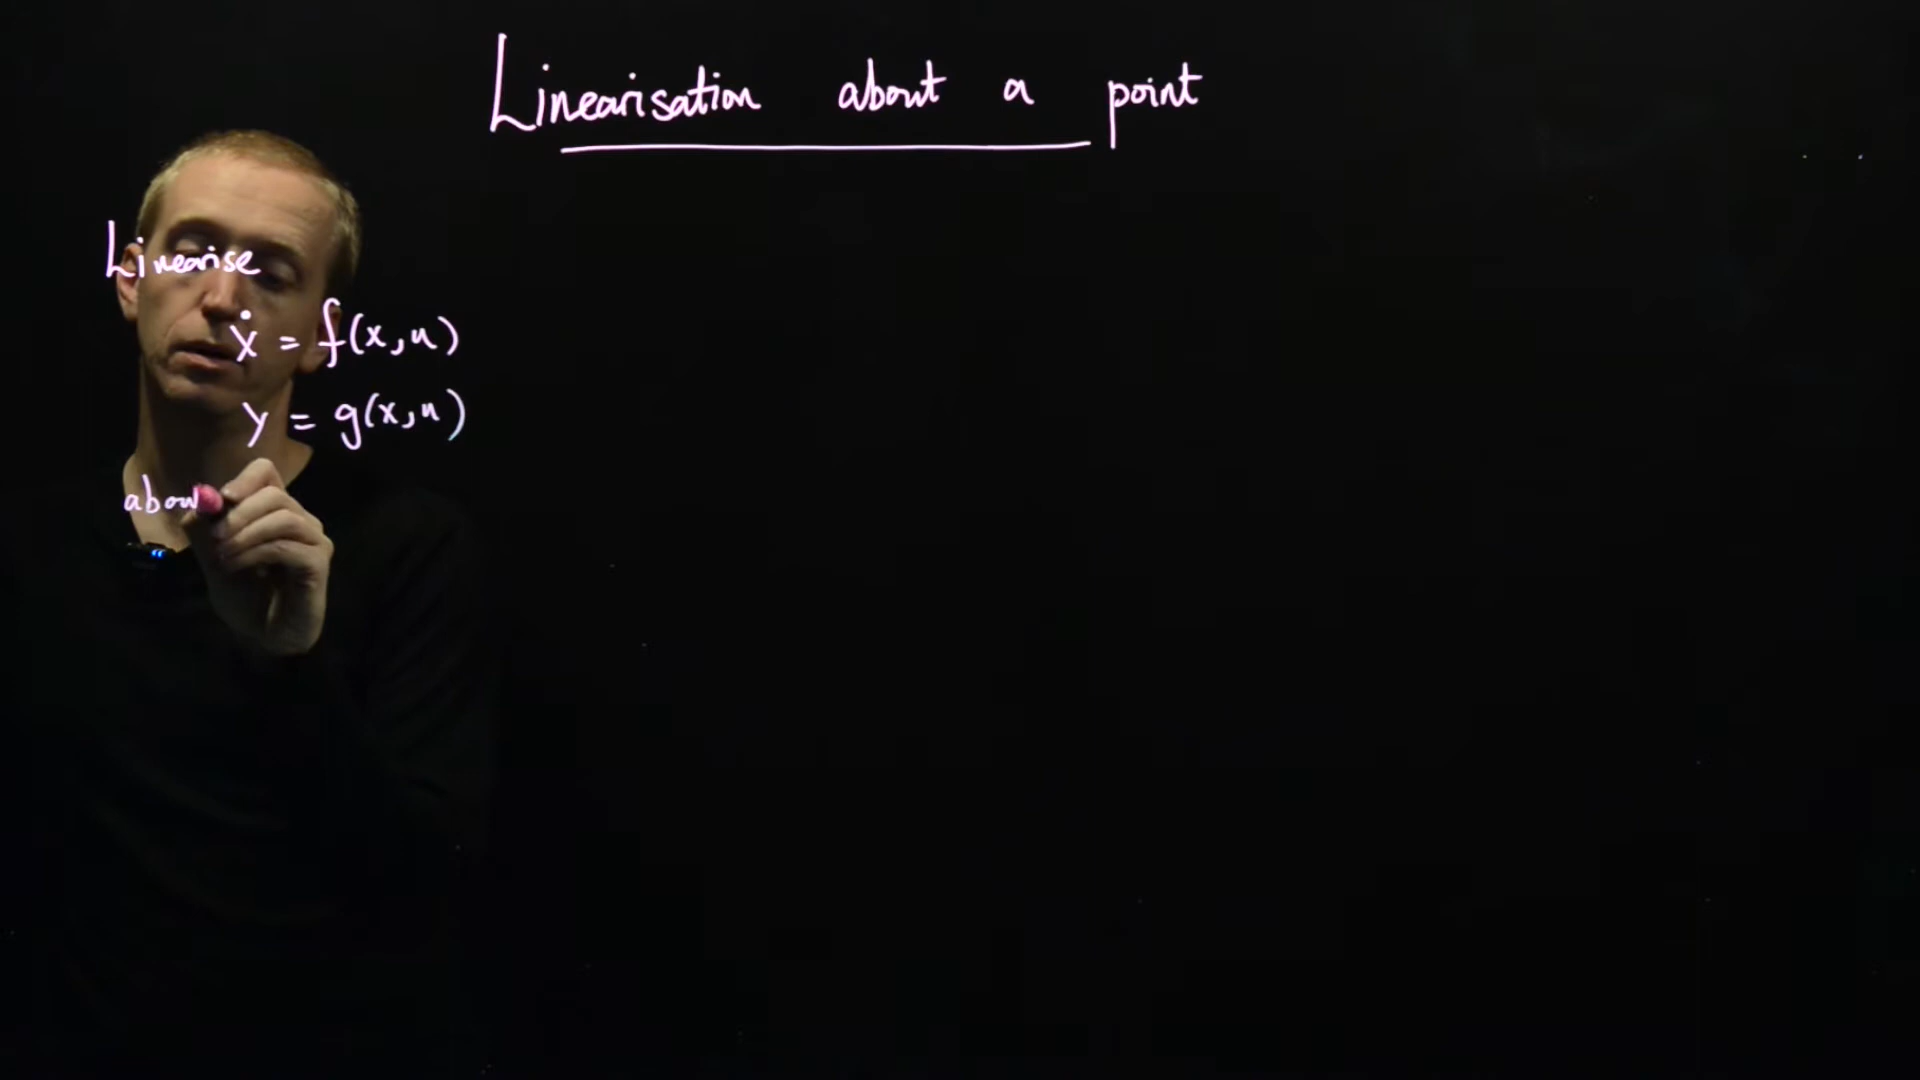 Linearisation about a point
Linearise
ẋ = f(x,u)
y = g(x,u)
abou